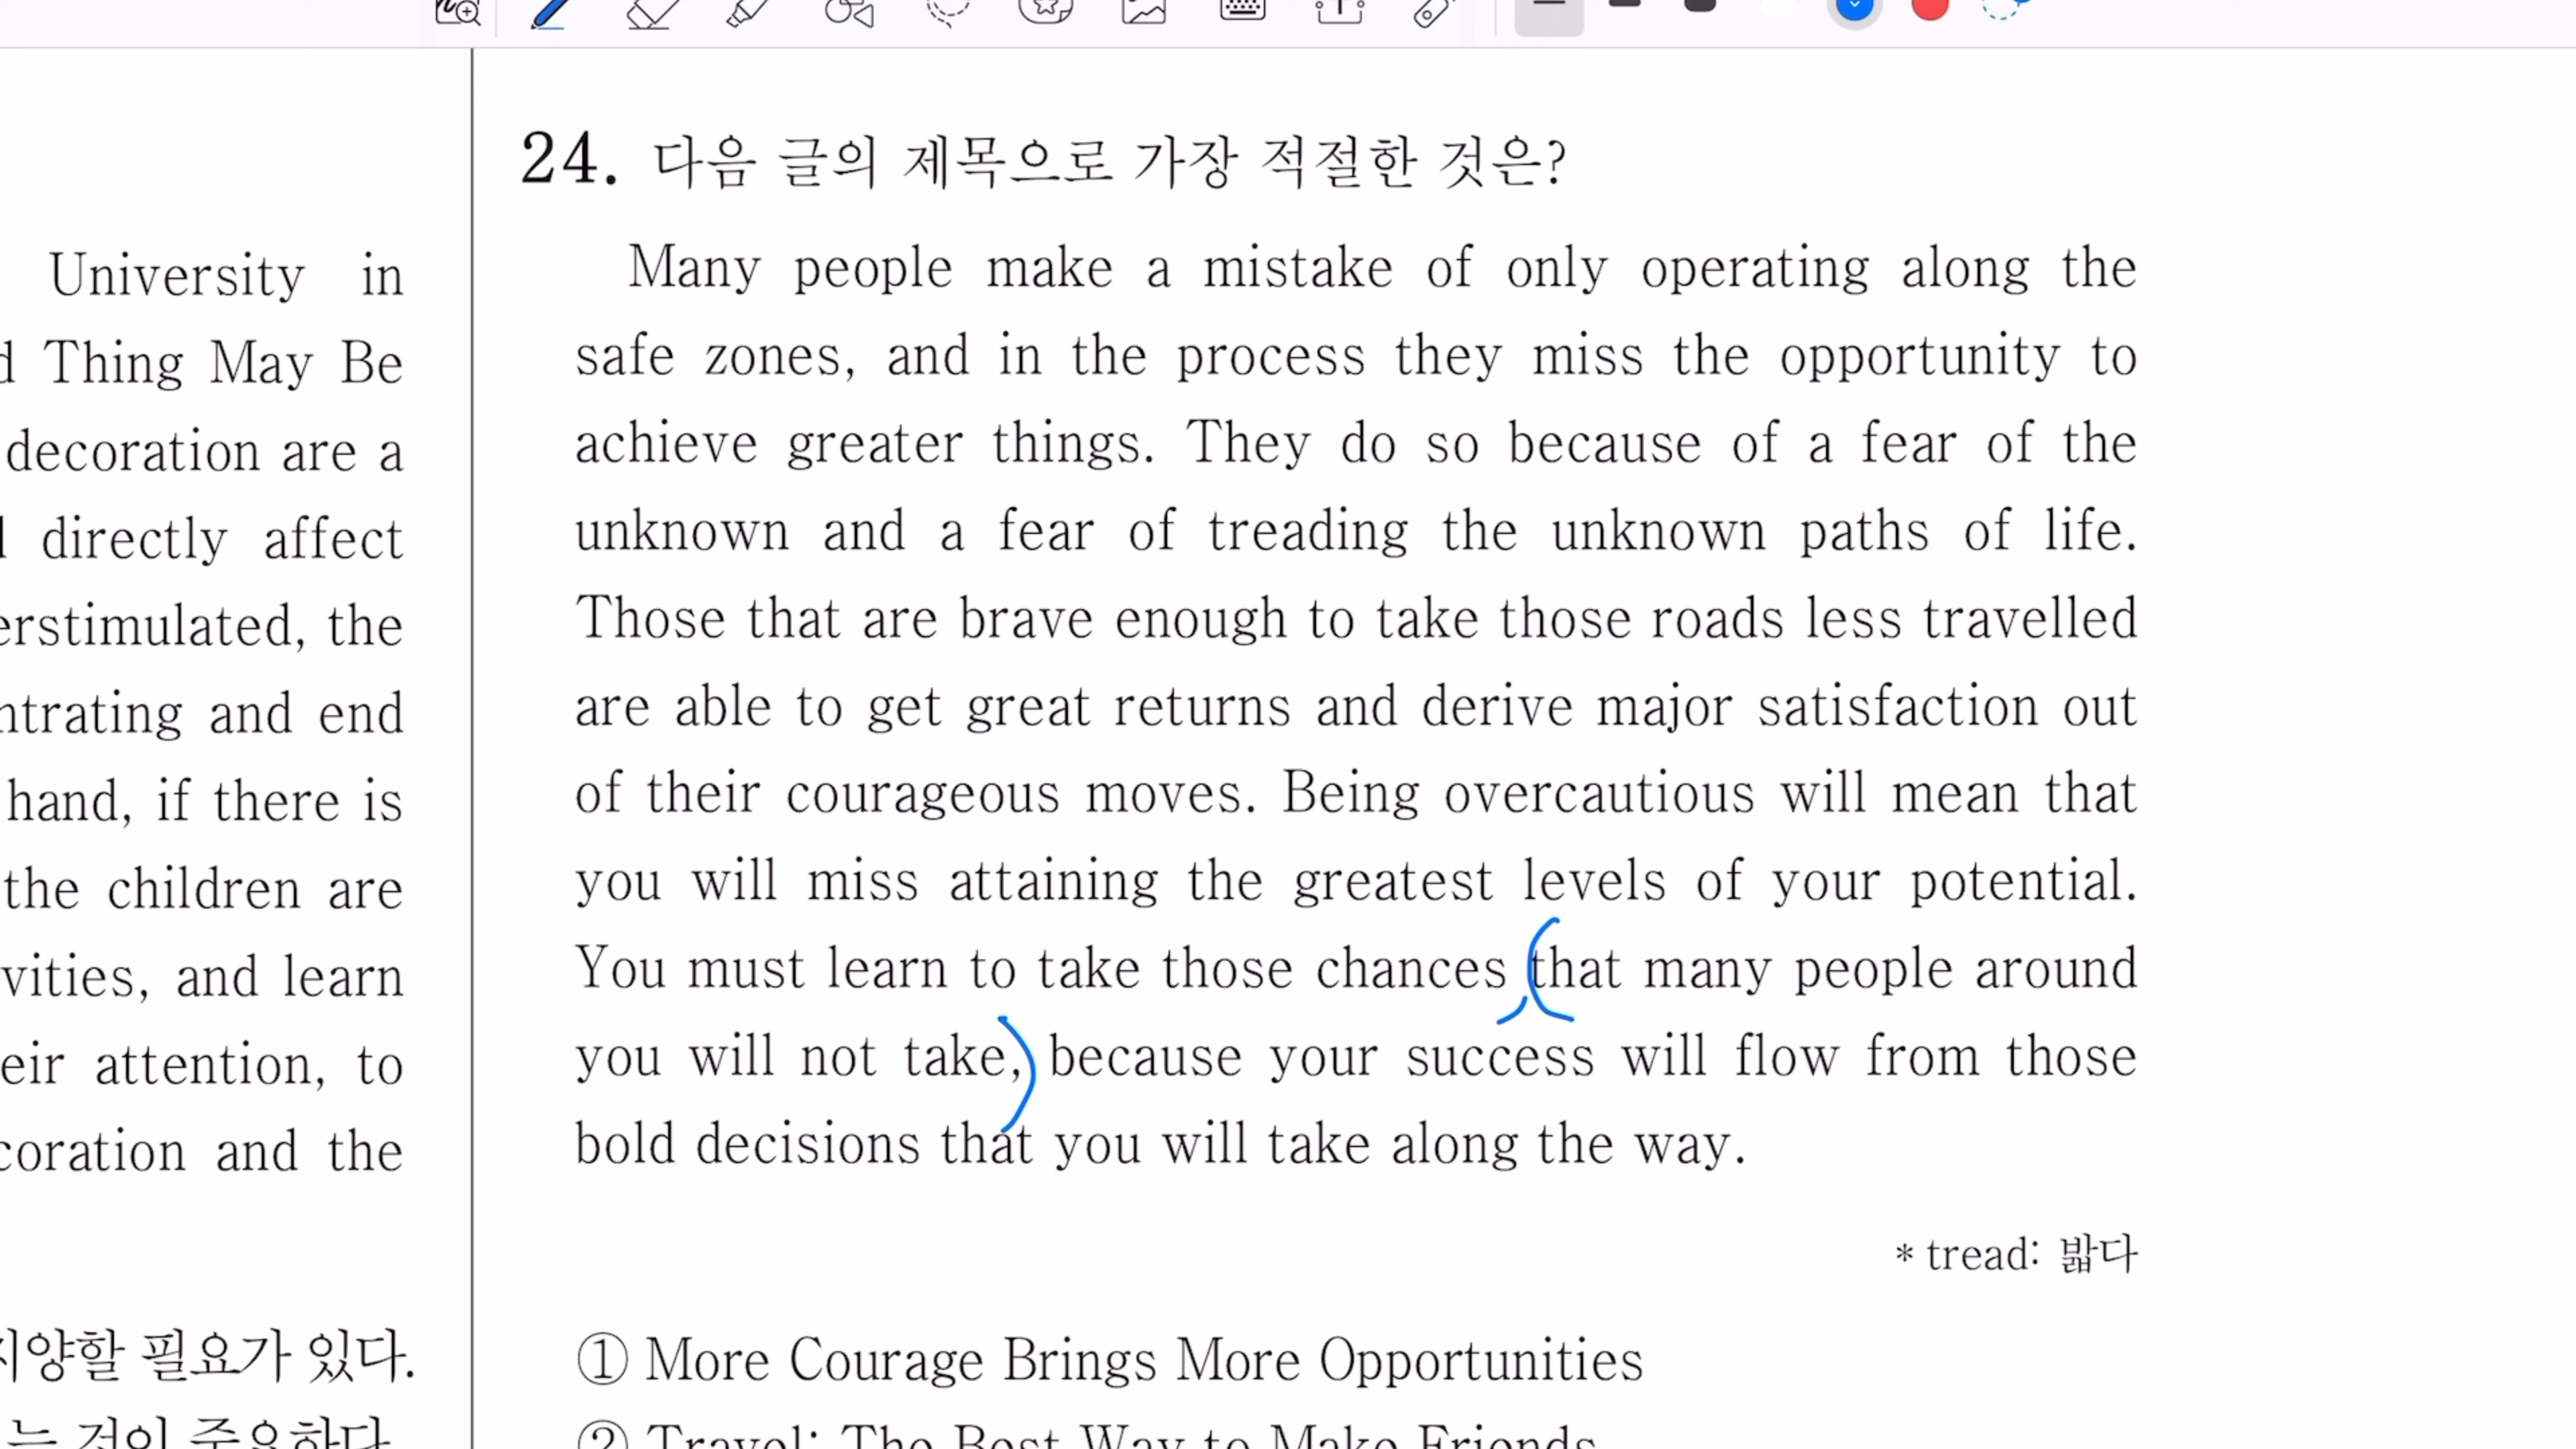 University in
Thing May Be
decoration are a
directly affect
the
and end
hand, if there is
the children are
and learn
attention, to
and the
필요가 있다.
24. 다음 글의 제목으로 가장 적절한 것은?
Many people make a mistake of only operating along the
safe zones, and in the process they miss the opportunity to
achieve greater things. They do so because of a fear of the
unknown and a fear of treading the unknown paths of life.
Those that are brave enough to take those roads less travelled
are able to get great returns and derive major satisfaction out
of their courageous moves. Being overcautious will mean that
you will miss attaining the greatest levels of your potential.
You must learn to take those chances (that many people around
you will not take,) because your success will flow from those
bold decisions that you will take along the way.
* tread: 밟다
① More Courage Brings More Opportunities
② Travel: The Best Way to Make Friends